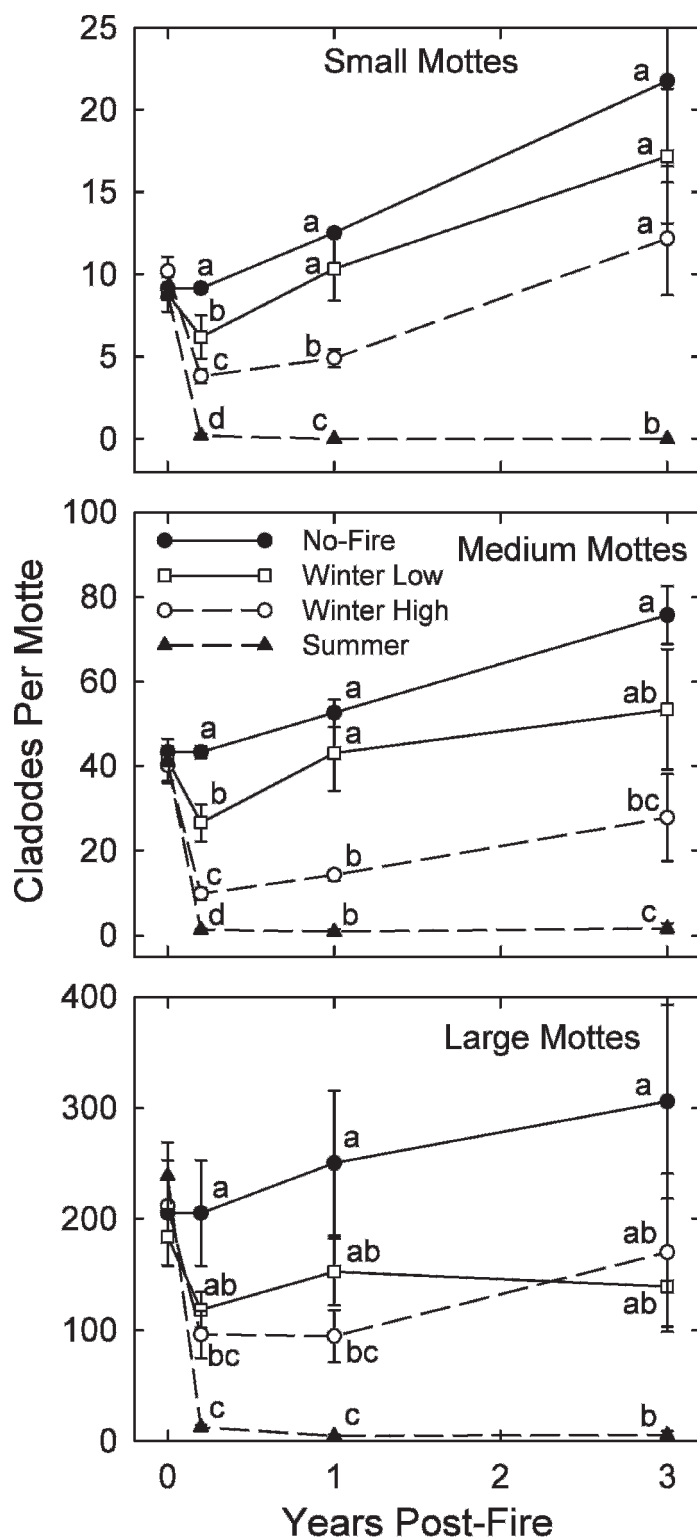 Small Mottes
25
20
15
10
5
0
a
a
a
a
a
b
a
c
b
d
c
b
Medium Mottes
100
80
60
40
20
0
No-Fire
Winter Low
Winter High
Summer
a
a
a
ab
a
b
bc
c
b
d
b
c
Large Mottes
400
300
200
100
0
a
a
a
ab
ab
ab
ab
bc
bc
c
c
b
0
1
2
3
Cladodes Per Motte
Years Post-Fire